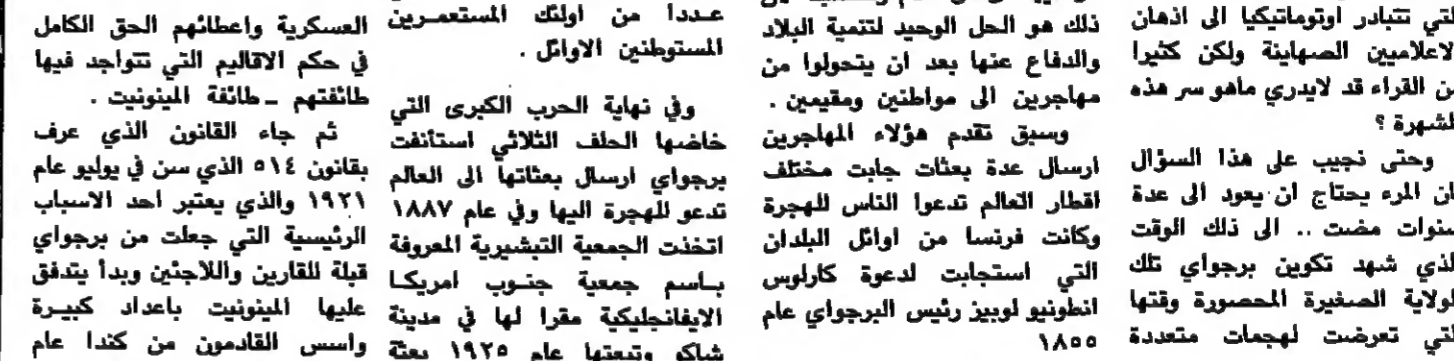 التي تتبادر اوتوماتيكيا الى اذهان
الاعلاميين الصهاينة ولكن كثيرا
من القراء قد لايدري ماهو سر هذه
الشهرة ؟
وحتى نجيب على هذا السؤال
فان المرء يحتاج ان يعود الى عدة
سنوات مضت .. الى ذلك الوقت
الذي شهد تكوين برجواي تلك
الولاية الصغيرة المحصورة وقتها
التي تعرضت لهجمات متعددة
ذلك هو الحل الوحيد لتنمية البلاد
والدفاع عنها بعد ان يتحولوا من
مهاجرين الى مواطنين ومقيمين .
وسبق تقدم هؤلاء المهاجرين
ارسال عدة بعثات جابت مختلف
اقطار العالم تدعوا الناس للهجرة
وكانت فرنسا من اوائل البلدان
التي استجابت لدعوة كارلوس
انطونيو لوبيز رئيس البرجواي عام
١٨٥٥
عددا من اولئك المستعمرين
المستوطنين الاوائل .
وفي نهاية الحرب الكبرى التي
خاضها الحلف الثلاثي استأنفت
برجواي ارسال بعثاتها الى العالم
تدعو للهجرة اليها وفي عام ١٨٨٧
اتخذت الجمعية التبشيرية المعروفة
باسم جمعية جنوب امريكا
الايفانجليكية مقرا لها في مدينة
شاكو وتبعتها عام ١٩٢٥ بعثة
العسكرية واعطائهم الحق الكامل
في حكم الاقاليم التي تتواجد فيها
طائفتهم ـ طائفة المينونيت .
ثم جاء القانون الذي عرف
بقانون ٥١٤ الذي سن في يوليو عام
١٩٢١ والذي يعتبر احد الاسباب
الرئيسية التي جعلت من برجواي
قبلة للقارين واللاجئين وبدأ يتدفق
عليها المينونيت باعداد كبيرة
واسس القادمون من كندا عام